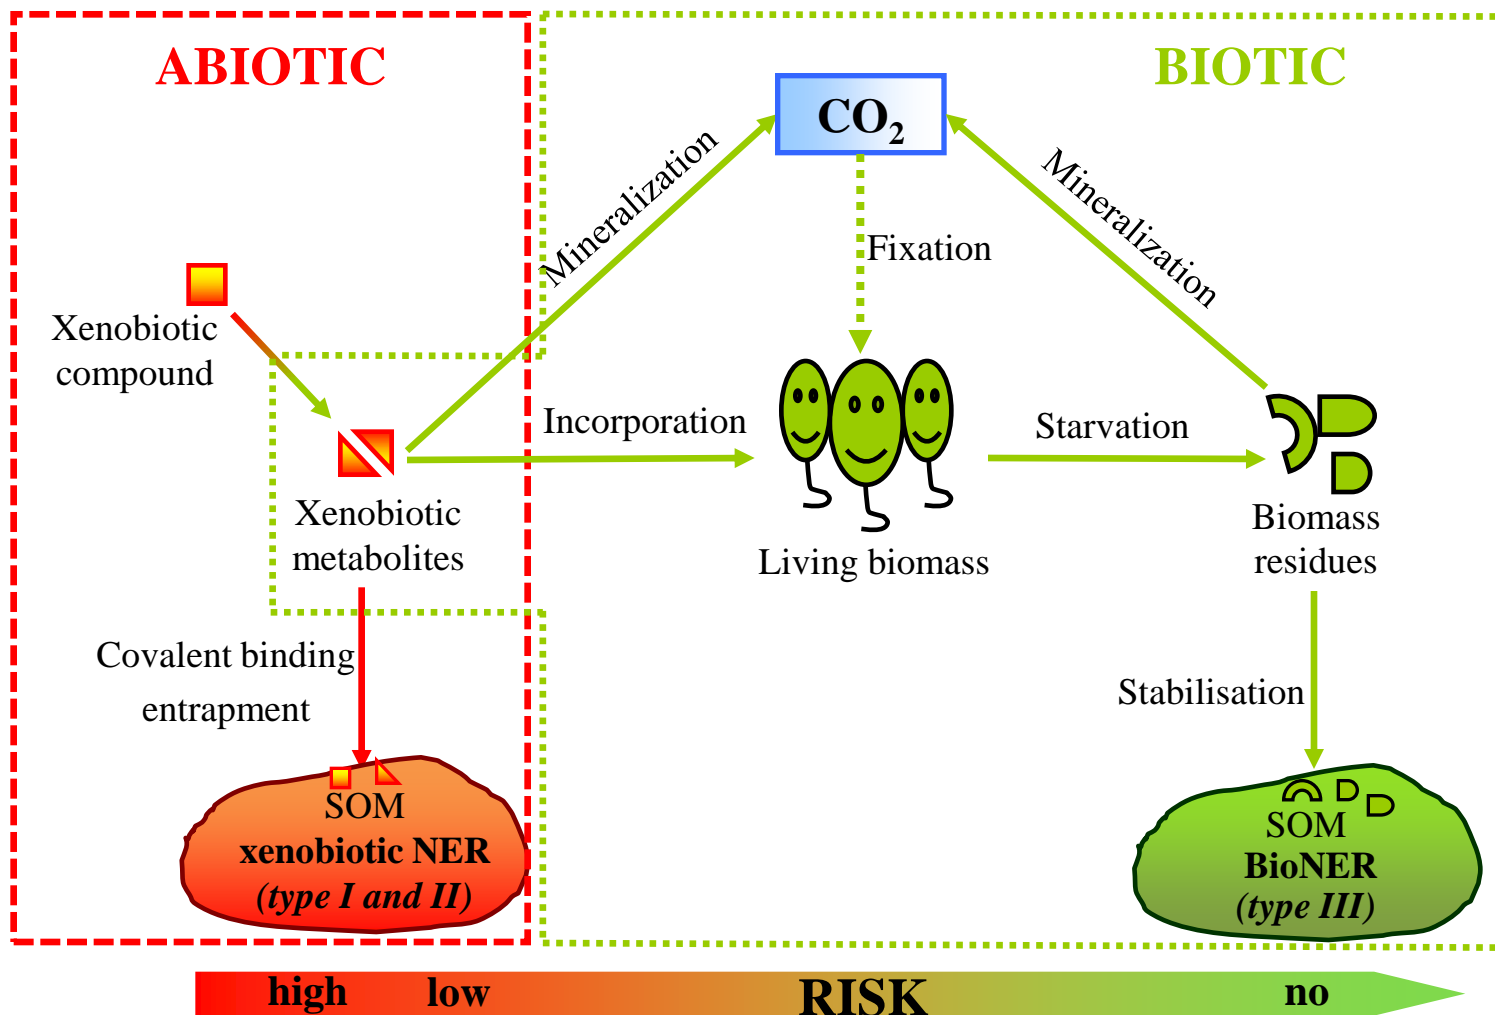 ABIOTIC
BIOTIC
CO₂
Mineralization
Mineralization
Fixation
Xenobiotic
compound
Incorporation
Starvation
Xenobiotic
metabolites
Living biomass
Biomass
residues
Covalent binding
entrapment
Stabilisation
SOM
xenobiotic NER
(type I and II)
SOM
BioNER
(type III)
high
low
RISK
no